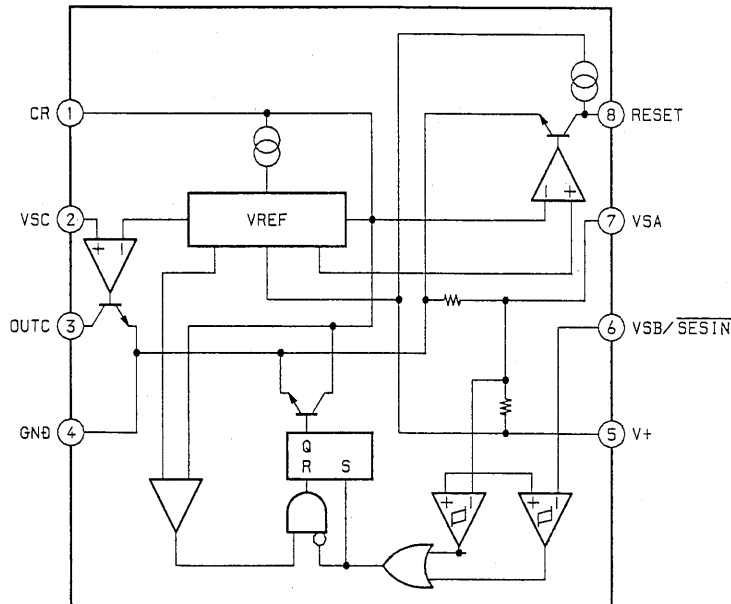 CR 1
8 RESET
VSC 2
VREF
7 VSA
+ −
− +
OUTC 3
6 VSB/SESIN
GND 4
5 V+
Q
R S
+ −
+ −